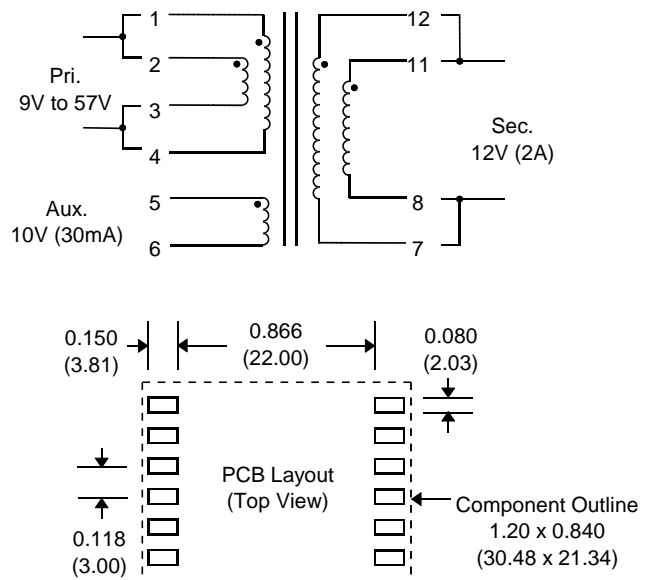 1
2
3
4
5
6
Pri.
9V to 57V
Aux.
10V (30mA)
12
11
8
7
Sec.
12V (2A)
0.150
(3.81)
0.866
(22.00)
0.080
(2.03)
PCB Layout
(Top View)
0.118
(3.00)
Component Outline
1.20 x 0.840
(30.48 x 21.34)